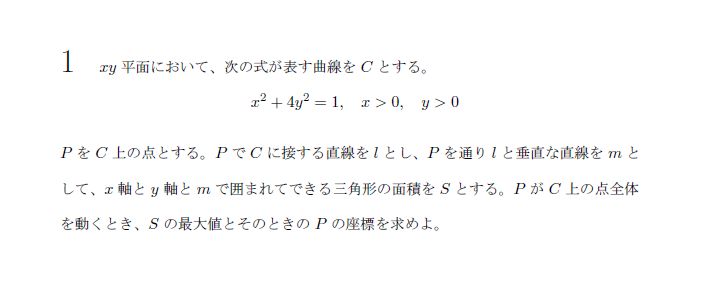 1 xy 平面において、次の式が表す曲線を C とする。
x² + 4y² = 1, x > 0, y > 0
P を C 上の点とする。P で C に接する直線を l とし、P を通り l と垂直な直線を m と
して、x 軸と y 軸と m で囲まれてできる三角形の面積を S とする。P が C 上の点全体
を動くとき、S の最大値とそのときの P の座標を求めよ。